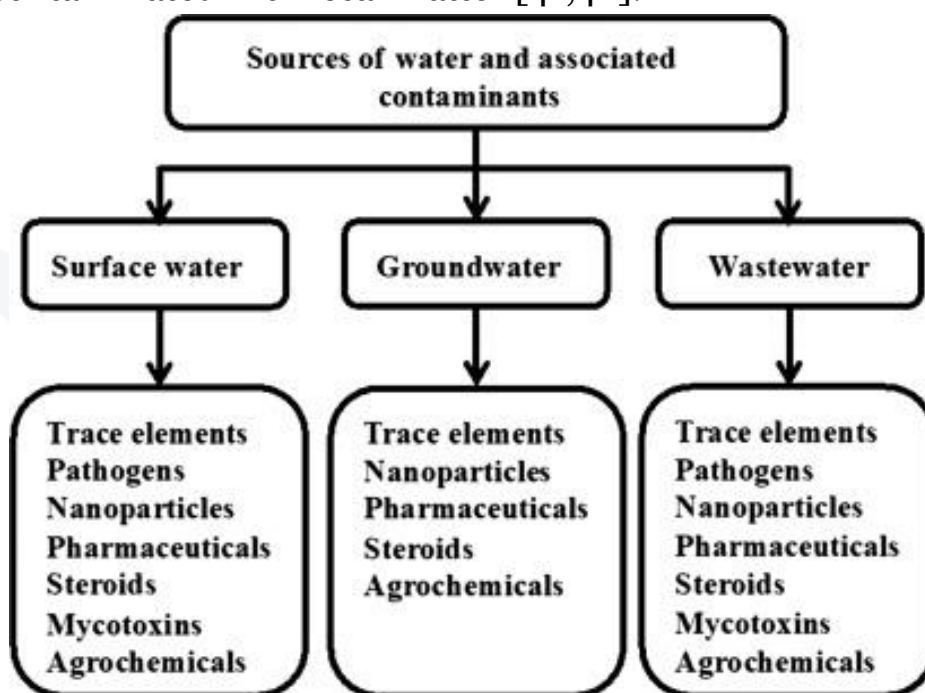 Sources of water and associated
contaminants
Surface water
Groundwater
Wastewater
Trace elements
Pathogens
Nanoparticles
Pharmaceuticals
Steroids
Mycotoxins
Agrochemicals
Trace elements
Nanoparticles
Pharmaceuticals
Steroids
Agrochemicals
Trace elements
Pathogens
Nanoparticles
Pharmaceuticals
Steroids
Mycotoxins
Agrochemicals